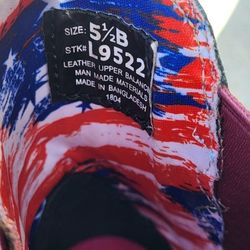 SIZE: 5½B
STK# L9522
LEATHER UPPER BALANCE
MAN MADE MATERIALS
MADE IN BANGLADESH
1804